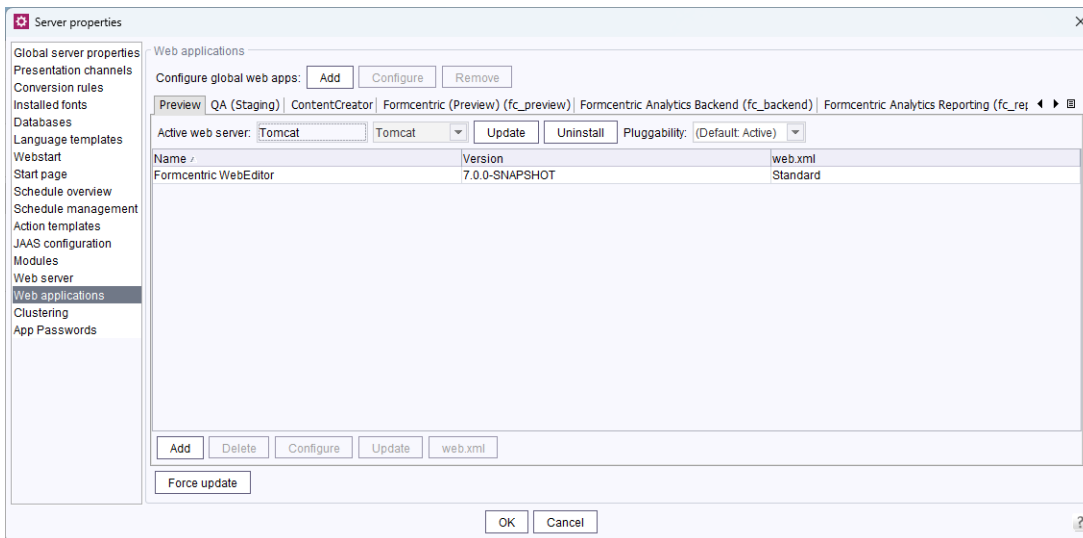 Server properties
Global server properties
Presentation channels
Conversion rules
Installed fonts
Databases
Language templates
Webstart
Start page
Schedule overview
Schedule management
Action templates
JAAS configuration
Modules
Web server
Web applications
Clustering
App Passwords
Web applications
Configure global web apps: Add Configure Remove
Preview QA (Staging) ContentCreator Formcentric (Preview) (fc_preview) Formcentric Analytics Backend (fc_backend) Formcentric Analytics Reporting (fc_rep
Active web server: Tomcat Tomcat Update Uninstall Pluggability: (Default: Active)
Name Version web.xml
Formcentric WebEditor 7.0.0-SNAPSHOT Standard
Add Delete Configure Update web.xml
Force update
OK Cancel
?